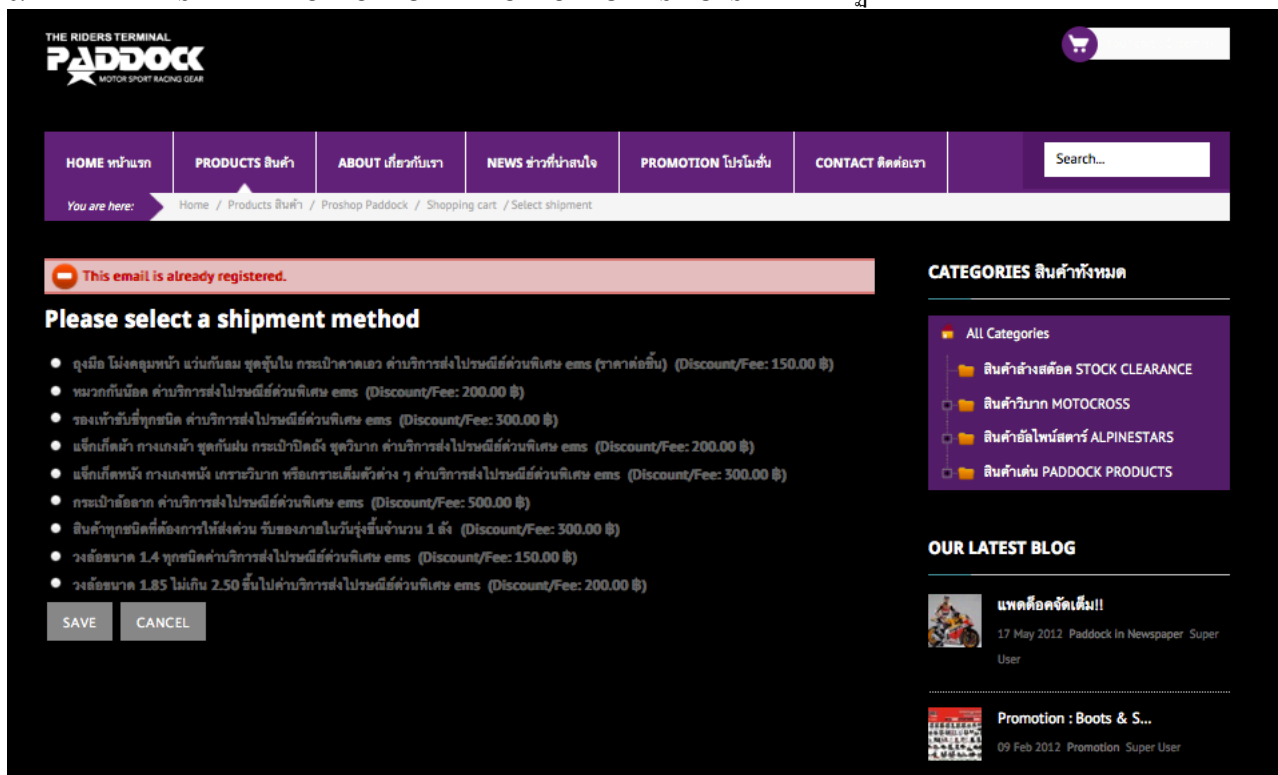 THE RIDERS TERMINAL
PADDOCK
MOTOR SPORT RACING GEAR
HOME หน้าแรก
PRODUCTS สินค้า
ABOUT เกี่ยวกับเรา
NEWS ข่าวที่น่าสนใจ
PROMOTION โปรโมชั่น
CONTACT ติดต่อเรา
Search...
You are here:
Home / Products สินค้า / Proshop Paddock / Shopping cart / Select shipment
This email is already registered.
Please select a shipment method
ถุงมือ โม่งคลุมหน้า แว่นกันลม ชุดซุ้นใน กระเป๋าคาดเอว ค่าบริการส่งไปรษณีย์ด่วนพิเศษ ems (ราคาต่อชิ้น) (Discount/Fee: 150.00 ฿)
หมวกกันน้อค ค่าบริการส่งไปรษณีย์ด่วนพิเศษ ems (Discount/Fee: 200.00 ฿)
รองเท้าขับขี่ทุกชนิด ค่าบริการส่งไปรษณีย์ด่วนพิเศษ ems (Discount/Fee: 300.00 ฿)
แจ็กเก็ตผ้า กางเกงผ้า ชุดกันฝน กระเป๋าปิดถัง ชุดวิบาก ค่าบริการส่งไปรษณีย์ด่วนพิเศษ ems (Discount/Fee: 200.00 ฿)
แจ็กเก็ตหนัง กางเกงหนัง เกราะวิบาก หรือเกราะเต็มตัวต่าง ๆ ค่าบริการส่งไปรษณีย์ด่วนพิเศษ ems (Discount/Fee: 300.00 ฿)
กระเป๋าล้อลาก ค่าบริการส่งไปรษณีย์ด่วนพิเศษ ems (Discount/Fee: 500.00 ฿)
สินค้าทุกชนิดที่ต้องการให้ส่งด่วน รับของภายในวันรุ่งขึ้นจำนวน 1 ลัง (Discount/Fee: 300.00 ฿)
วงล้อขนาด 1.4 ทุกชนิดค่าบริการส่งไปรษณีย์ด่วนพิเศษ ems (Discount/Fee: 150.00 ฿)
วงล้อขนาด 1.85 ไม่เกิน 2.50 ขึ้นไปค่าบริการส่งไปรษณีย์ด่วนพิเศษ ems (Discount/Fee: 200.00 ฿)
SAVE
CANCEL
CATEGORIES สินค้าทั้งหมด
All Categories
สินค้าล้างสต๊อค STOCK CLEARANCE
สินค้าวิบาก MOTOCROSS
สินค้าอัลไพน์สตาร์ ALPINESTARS
สินค้าเด่น PADDOCK PRODUCTS
OUR LATEST BLOG
แพดด็อคจัดเต็ม!!
17 May 2012 Paddock in Newspaper Super
User
Promotion : Boots & S...
09 Feb 2012 Promotion Super User